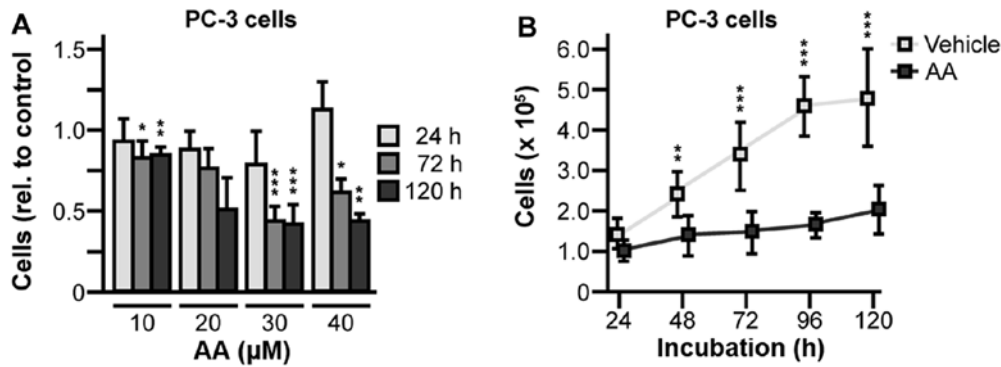 A
PC-3 cells
Cells (rel. to control
1.5
1.0
0.5
0
*
**
***
***
*
**
24 h
72 h
120 h
10
20
30
40
AA (µM)
B
PC-3 cells
Cells (x 10⁵)
6.0
5.0
4.0
3.0
2.0
1.0
**
***
***
***
Vehicle
AA
24
48
72
96
120
Incubation (h)